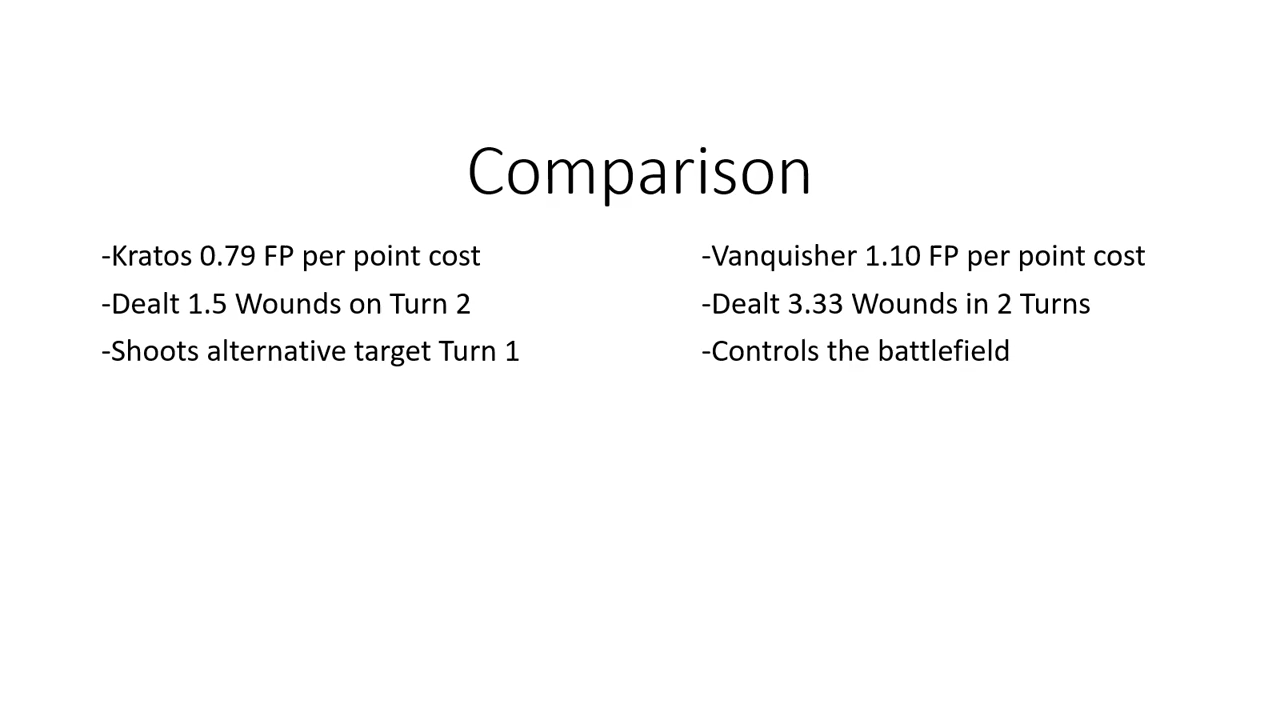 Comparison
-Kratos 0.79 FP per point cost
-Dealt 1.5 Wounds on Turn 2
-Shoots alternative target Turn 1
-Vanquisher 1.10 FP per point cost
-Dealt 3.33 Wounds in 2 Turns
-Controls the battlefield